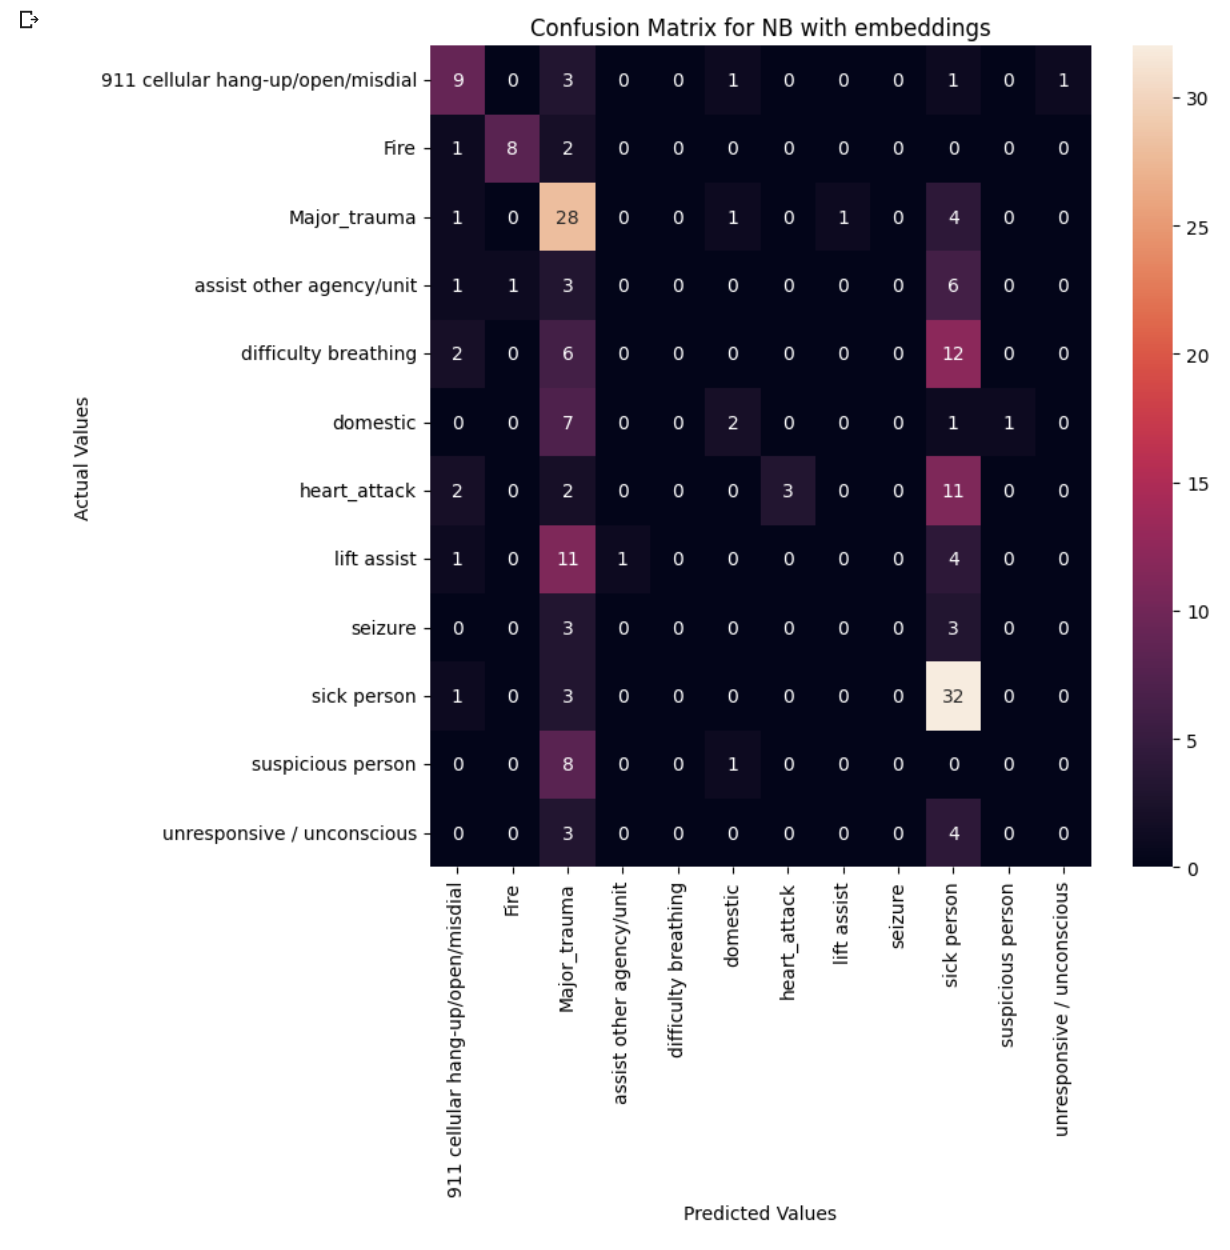 Confusion Matrix for NB with embeddings
911 cellular hang-up/open/misdial 9 0 3 0 0 1 0 0 0 1 0 1
Fire 1 8 2 0 0 0 0 0 0 0 0 0
Major_trauma 1 0 28 0 0 1 0 1 0 4 0 0
assist other agency/unit 1 1 3 0 0 0 0 0 0 6 0 0
difficulty breathing 2 0 6 0 0 0 0 0 0 12 0 0
domestic 0 0 7 0 0 2 0 0 0 1 1 0
heart_attack 2 0 2 0 0 0 3 0 0 11 0 0
lift assist 1 0 11 1 0 0 0 0 0 4 0 0
seizure 0 0 3 0 0 0 0 0 0 3 0 0
sick person 1 0 3 0 0 0 0 0 0 32 0 0
suspicious person 0 0 8 0 0 1 0 0 0 0 0 0
unresponsive / unconscious 0 0 3 0 0 0 0 0 0 4 0 0
Actual Values
911 cellular hang-up/open/misdial
Fire
Major_trauma
assist other agency/unit
difficulty breathing
domestic
heart_attack
lift assist
seizure
sick person
suspicious person
unresponsive / unconscious
Predicted Values
30
25
20
15
10
5
0